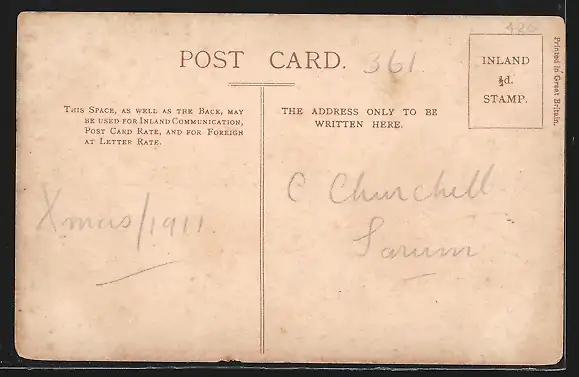 POST CARD. 361.
486
INLAND
½d.
STAMP.
Printed in Great Britain.
THIS SPACE, AS WELL AS THE BACK, MAY
BE USED FOR INLAND COMMUNICATION,
POST CARD RATE, AND FOR FOREIGN
AT LETTER RATE.
THE ADDRESS ONLY TO BE
WRITTEN HERE.
Xmas/1911
C Churchill
Sarum